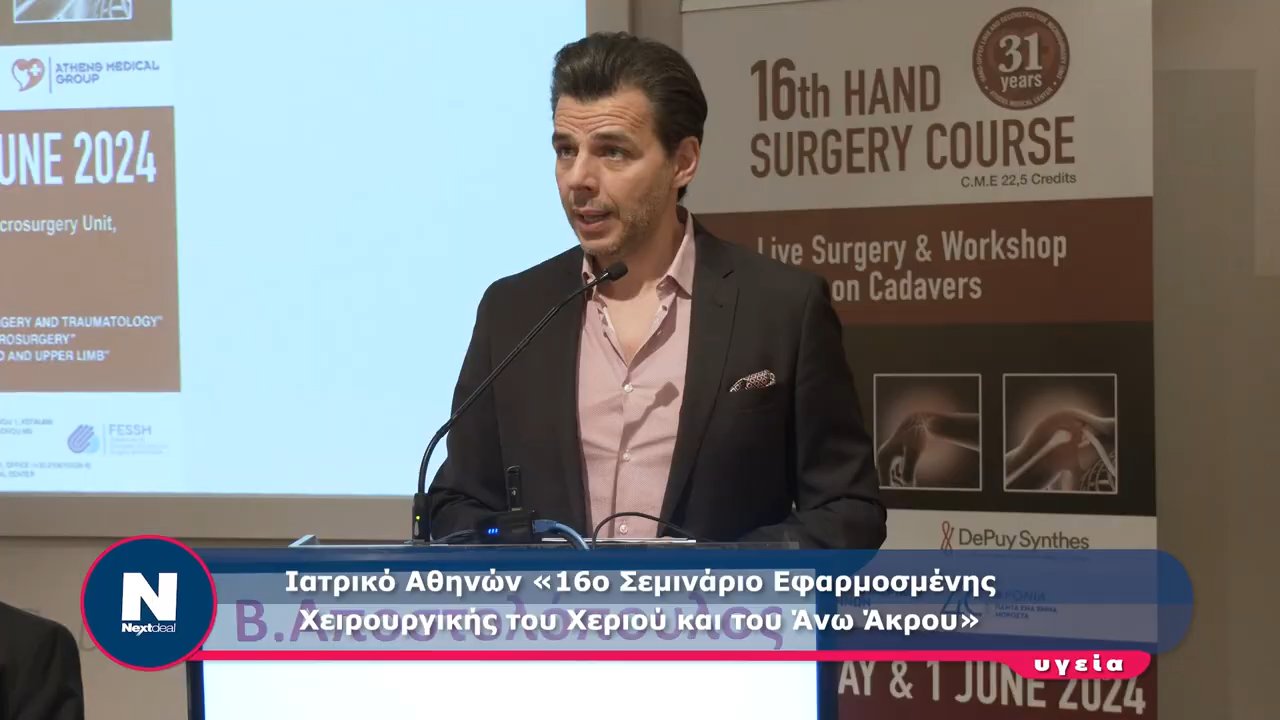 ATHENS MEDICAL
GROUP
UNE 2024
crosurgery Unit,
GERY AND TRAUMATOLOGY"
ROSURGERY"
D AND UPPER LIMB"
FESSH
16th HAND
SURGERY COURSE
C.M.E 22,5 Credits
31
years
Live Surgery & Workshop
on Cadavers
DePuy Synthes
Β.Αποστολόπουλος
Ιατρικό Αθηνών «16ο Σεμινάριο Εφαρμοσμένης
Χειρουργικής του Χεριού και του Άνω Άκρου»
N
Nextdeal
υγεία
AY & 1 JUNE 2024